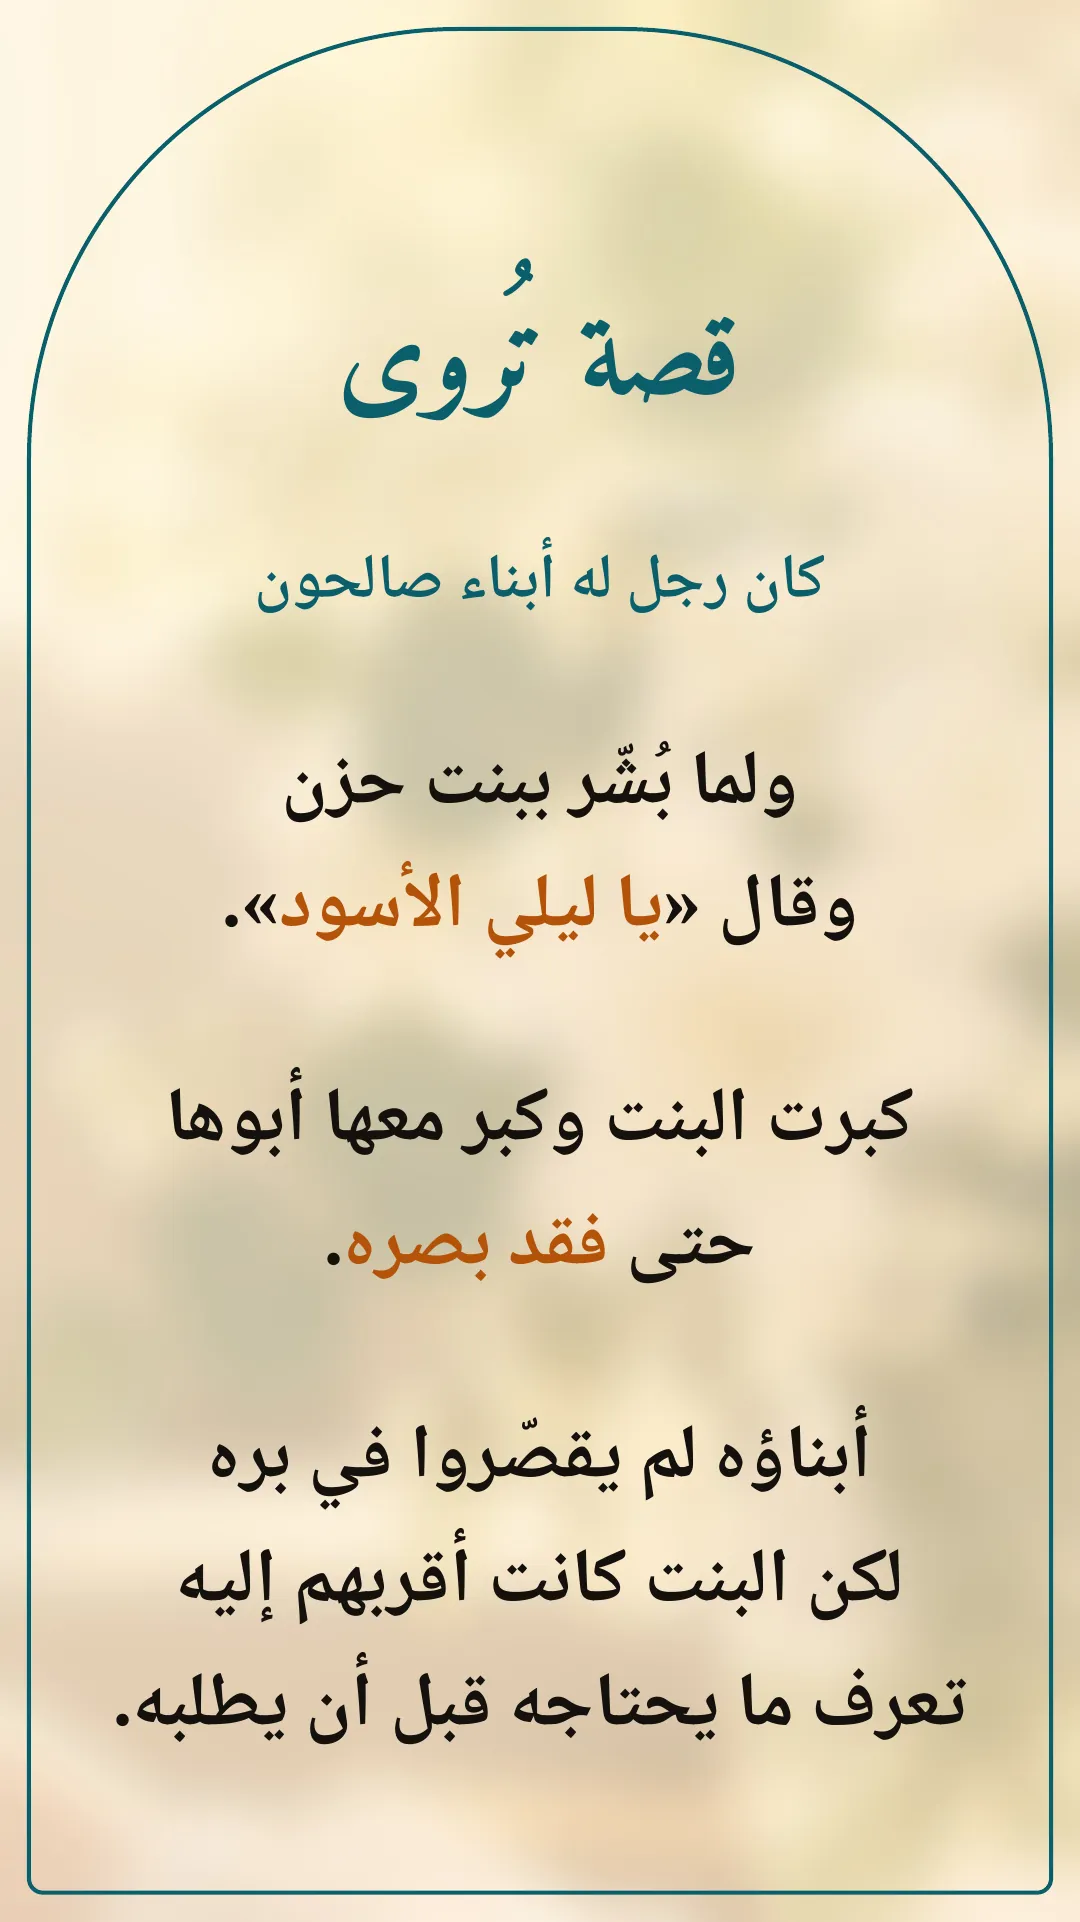 قصة تُروى
كان رجل له أبناء صالحون
ولما بُشّر ببنت حزن
وقال «يا ليلي الأسود».
كبرت البنت وكبر معها أبوها
حتى فقد بصره.
أبناؤه لم يقصّروا في بره
لكن البنت كانت أقربهم إليه
تعرف ما يحتاجه قبل أن يطلبه.